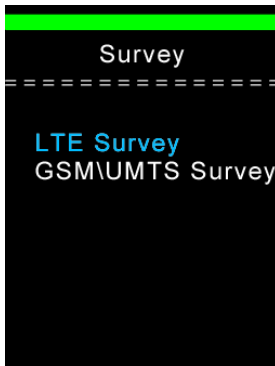 Survey
===============
LTE Survey
GSM\UMTS Survey